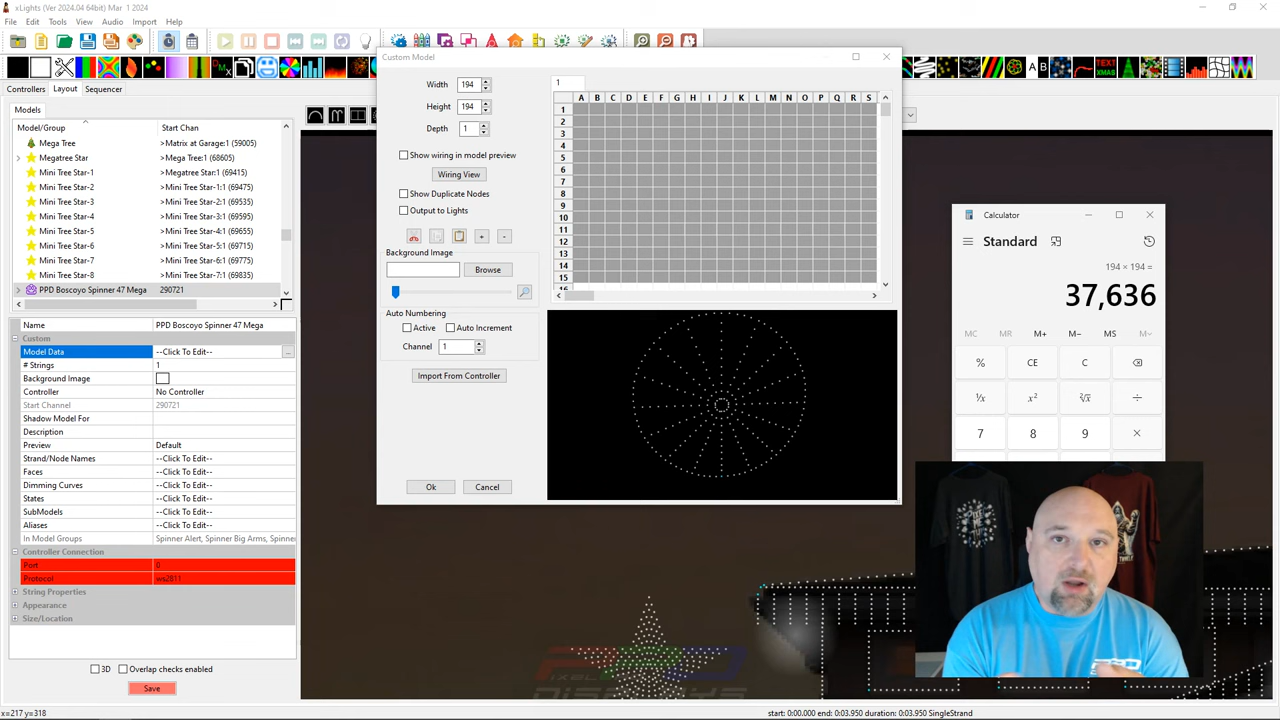 xLights (Ver 2024.04) Mar 1 2024
File Edit Tools View Audio Import Help
Controllers Layout Sequencer
Models
Model/Group Start Chan
Mega Tree >Matrix at Garage:1 (59005)
Megatree Star >Mega Tree:1 (68605)
Mini Tree Star-1 >Megatree Star:1 (69415)
Mini Tree Star-2 >Mini Tree Star-1:1 (69475)
Mini Tree Star-3 >Mini Tree Star-2:1 (69535)
Mini Tree Star-4 >Mini Tree Star-3:1 (69595)
Mini Tree Star-5 >Mini Tree Star-4:1 (69655)
Mini Tree Star-6 >Mini Tree Star-5:1 (69715)
Mini Tree Star-7 >Mini Tree Star-6:1 (69775)
Mini Tree Star-8 >Mini Tree Star-7:1 (69835)
PPD Boscoyo Spinner 47 Mega 290721
Name PPD Boscoyo Spinner 47 Mega
Custom
Model Data --Click To Edit-- ...
# Strings 1
Background Image
Controller No Controller
Start Channel 290721
Shadow Model For
Description
Preview Default
Strand/Node Names --Click To Edit--
Faces --Click To Edit--
Dimming Curves --Click To Edit--
States --Click To Edit--
SubModels --Click To Edit--
Aliases --Click To Edit--
In Model Groups Spinner Alert, Spinner Big Arms, Spinner
Controller Connection
Port 0
Protocol ws2811
String Properties
Appearance
Size/Location
3D Overlap checks enabled
Save
x=217 y=318
start: 0:00.000 end: 0:03.950 duration: 0:03.950 SingleStrand
Custom Model
Width 194
Height 194
Depth 1
Show wiring in model preview
Wiring View
Show Duplicate Nodes
Output to Lights
+ -
Background Image
Browse
Auto Numbering
Active Auto Increment
Channel 1
Import From Controller
Ok Cancel
1
A B C D E F G H I J K L M N O P Q R S
1
2
3
4
5
6
7
8
9
10
11
12
13
14
15
16
A B
TEXT
XMAS
Calculator
Standard
194 × 194 =
37,636
MC MR M+ M− MS M˅
% CE C
¹⁄x x² ²√x ÷
7 8 9 ×